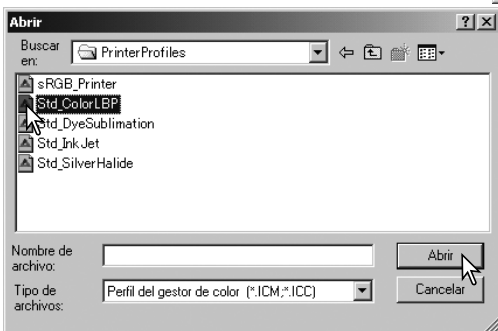 Abrir
Buscar
en:
PrinterProfiles
sRGB_Printer
Std_ColorLBP
Std_DyeSublimation
Std_InkJet
Std_SilverHalide
Nombre de
archivo:
Abrir
Tipo de
archivos:
Perfil del gestor de color (*.ICM;*.ICC)
Cancelar